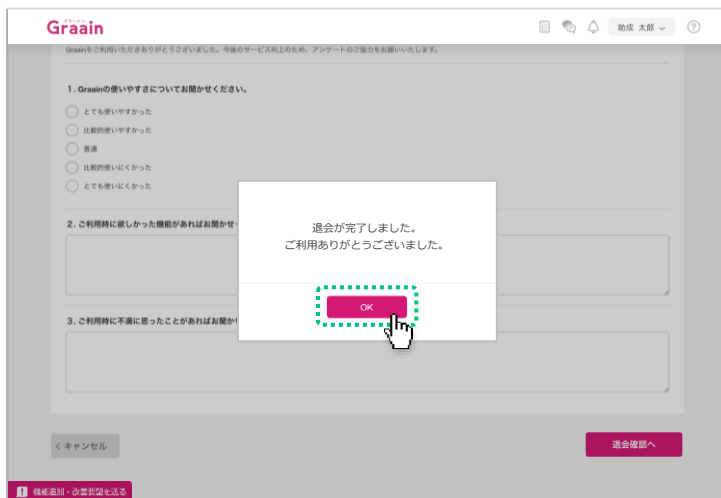 グラーイン
Graain
助成 太郎
?
Graainをご利用いただきありがとうございました。今後のサービス向上のため、アンケートのご協力をお願いいたします。
1. Graainの使いやすさについてお聞かせください。
とても使いやすかった
比較的使いやすかった
普通
比較的使いにくかった
とても使いにくかった
2. ご利用時に欲しかった機能があればお聞かせ
3. ご利用時に不満に思ったことがあればお聞か
退会が完了しました。
ご利用ありがとうございました。
OK
キャンセル
退会確認へ
! 機能追加・改善要望を送る